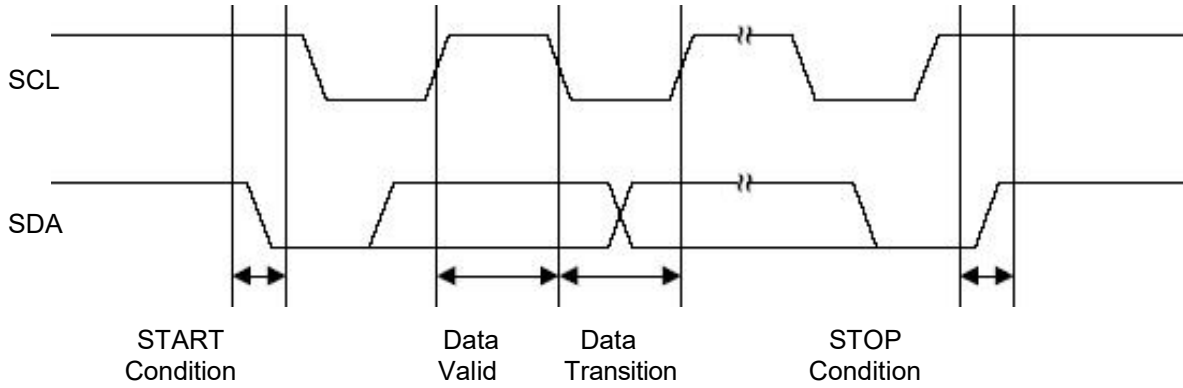 SCL
SDA
START
Condition
Data
Valid
Data
Transition
STOP
Condition